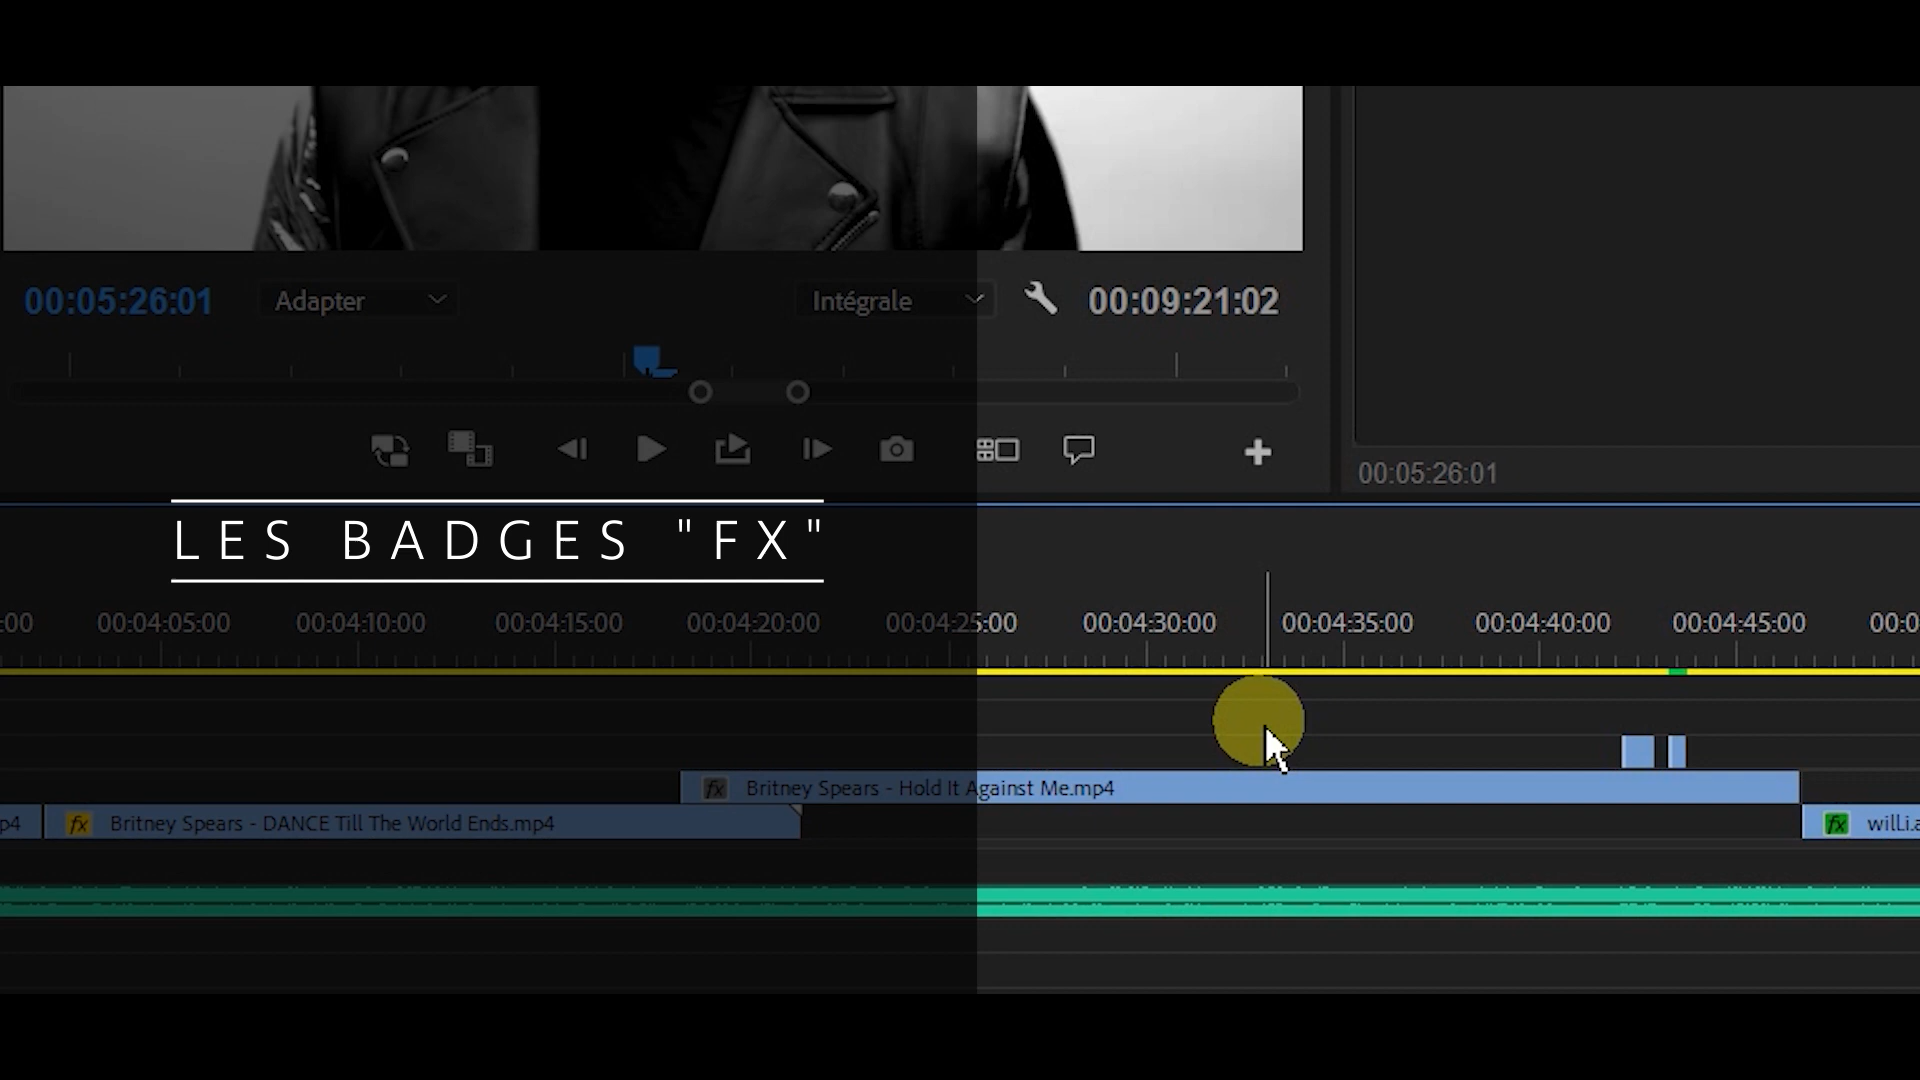 00:05:26:01 Adapter Intégrale 00:09:21:02
00:05:26:01
LES BADGES "FX"
:00 00:04:05:00 00:04:10:00 00:04:15:00 00:04:20:00 00:04:25:00 00:04:30:00 00:04:35:00 00:04:40:00 00:04:45:00 00:0
fx Britney Spears - Hold It Against Me.mp4
p4 fx Britney Spears - DANCE Till The World Ends.mp4 fx will.i.a